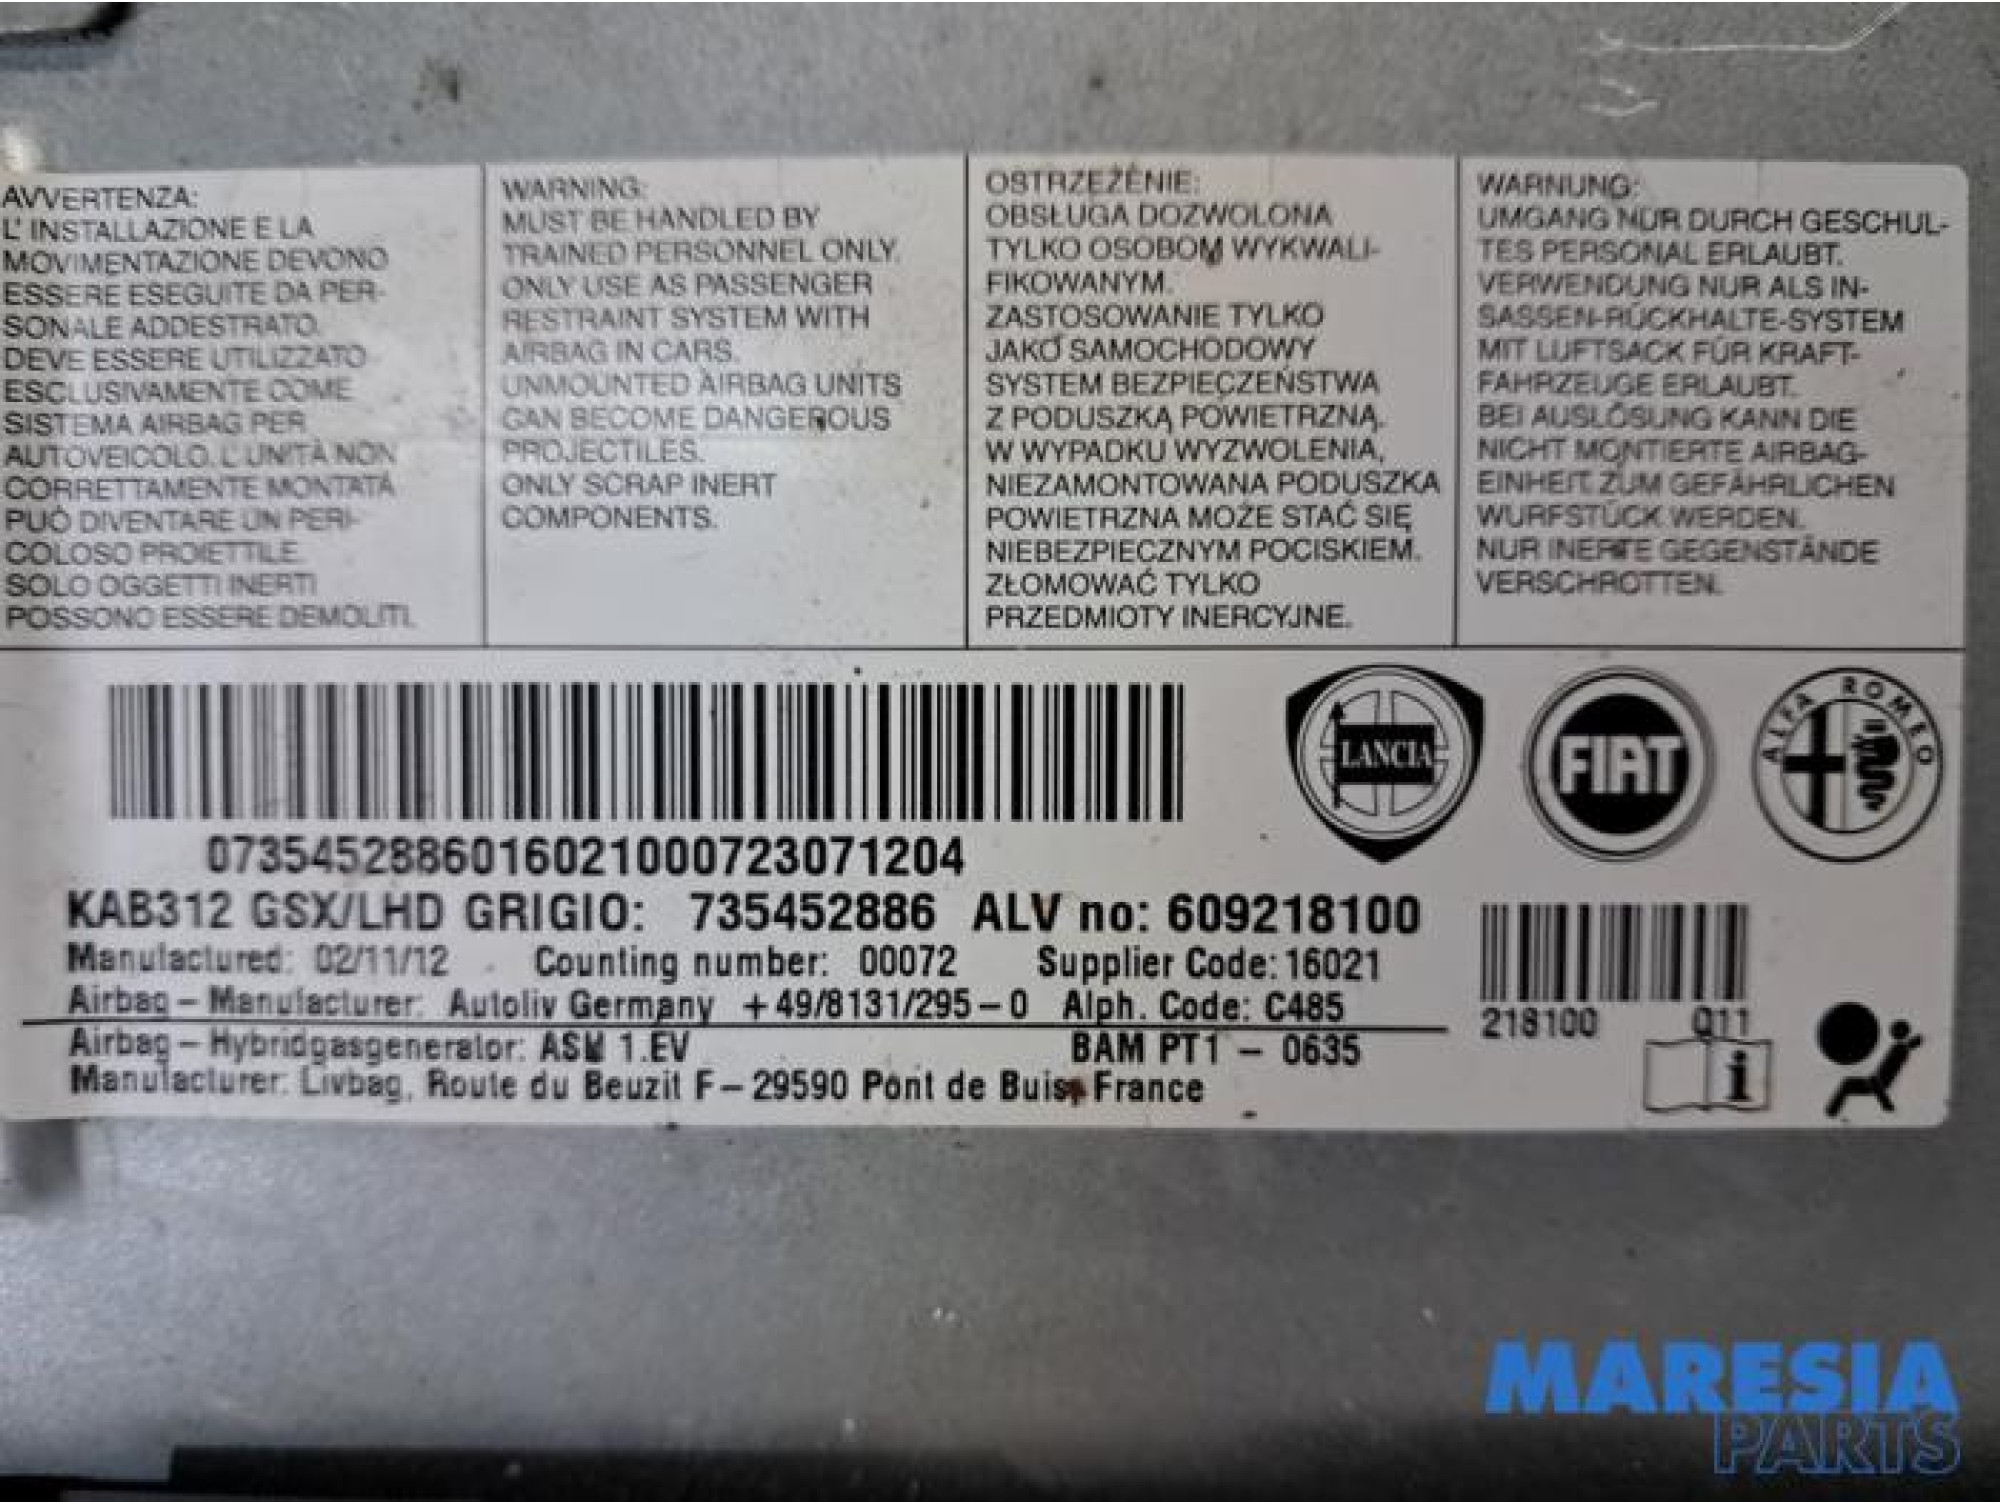 AVVERTENZA:
L' INSTALLAZIONE E LA
MOVIMENTAZIONE DEVONO
ESSERE ESEGUITE DA PER-
SONALE ADDESTRATO.
DEVE ESSERE UTILIZZATO
ESCLUSIVAMENTE COME
SISTEMA AIRBAG PER
AUTOVEICOLO. L'UNITÀ NON
CORRETTAMENTE MONTATA
PUÒ DIVENTARE UN PERI-
COLOSO PROIETTILE.
SOLO OGGETTI INERTI
POSSONO ESSERE DEMOLITI.
WARNING:
MUST BE HANDLED BY
TRAINED PERSONNEL ONLY.
ONLY USE AS PASSENGER
RESTRAINT SYSTEM WITH
AIRBAG IN CARS.
UNMOUNTED AIRBAG UNITS
CAN BECOME DANGEROUS
PROJECTILES.
ONLY SCRAP INERT
COMPONENTS.
OSTRZEŻENIE:
OBSŁUGA DOZWOLONA
TYLKO OSOBOM WYKWALI-
FIKOWANYM.
ZASTOSOWANIE TYLKO
JAKO SAMOCHODOWY
SYSTEM BEZPIECZEŃSTWA
Z PODUSZKĄ POWIETRZNĄ.
W WYPADKU WYZWOLENIA,
NIEZAMONTOWANA PODUSZKA
POWIETRZNA MOŻE STAĆ SIĘ
NIEBEZPIECZNYM POCISKIEM.
ZŁOMOWAĆ TYLKO
PRZEDMIOTY INERCYJNE.
WARNUNG:
UMGANG NUR DURCH GESCHUL-
TES PERSONAL ERLAUBT.
VERWENDUNG NUR ALS IN-
SASSEN-RÜCKHALTE-SYSTEM
MIT LUFTSACK FÜR KRAFT-
FAHRZEUGE ERLAUBT.
BEI AUSLÖSUNG KANN DIE
NICHT MONTIERTE AIRBAG-
EINHEIT ZUM GEFÄHRLICHEN
WURFSTÜCK WERDEN.
NUR INERTE GEGENSTÄNDE
VERSCHROTTEN.
LANCIA
FIAT
ALFA ROMEO
0735452886016021000723071204
KAB312 GSX/LHD GRIGIO: 735452886 ALV no: 609218100
Manufactured: 02/11/12 Counting number: 00072 Supplier Code: 16021
Airbag – Manufacturer: Autoliv Germany +49/8131/295–0 Alph. Code: C485
218100 Q11
Airbag – Hybridgasgenerator: ASM 1.EV BAM PT1 – 0635
Manufacturer: Livbag, Route du Beuzit F–29590 Pont de Buis, France
i
MARESIA
PARTS